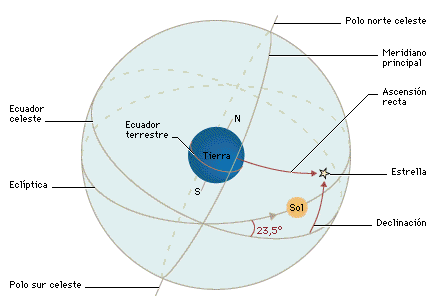 Polo norte celeste
Meridiano
principal
Ascensión
recta
Ecuador
celeste
Ecuador
terrestre
N
Tierra
S
Estrella
Eclíptica
Sol
23,5°
Declinación
Polo sur celeste